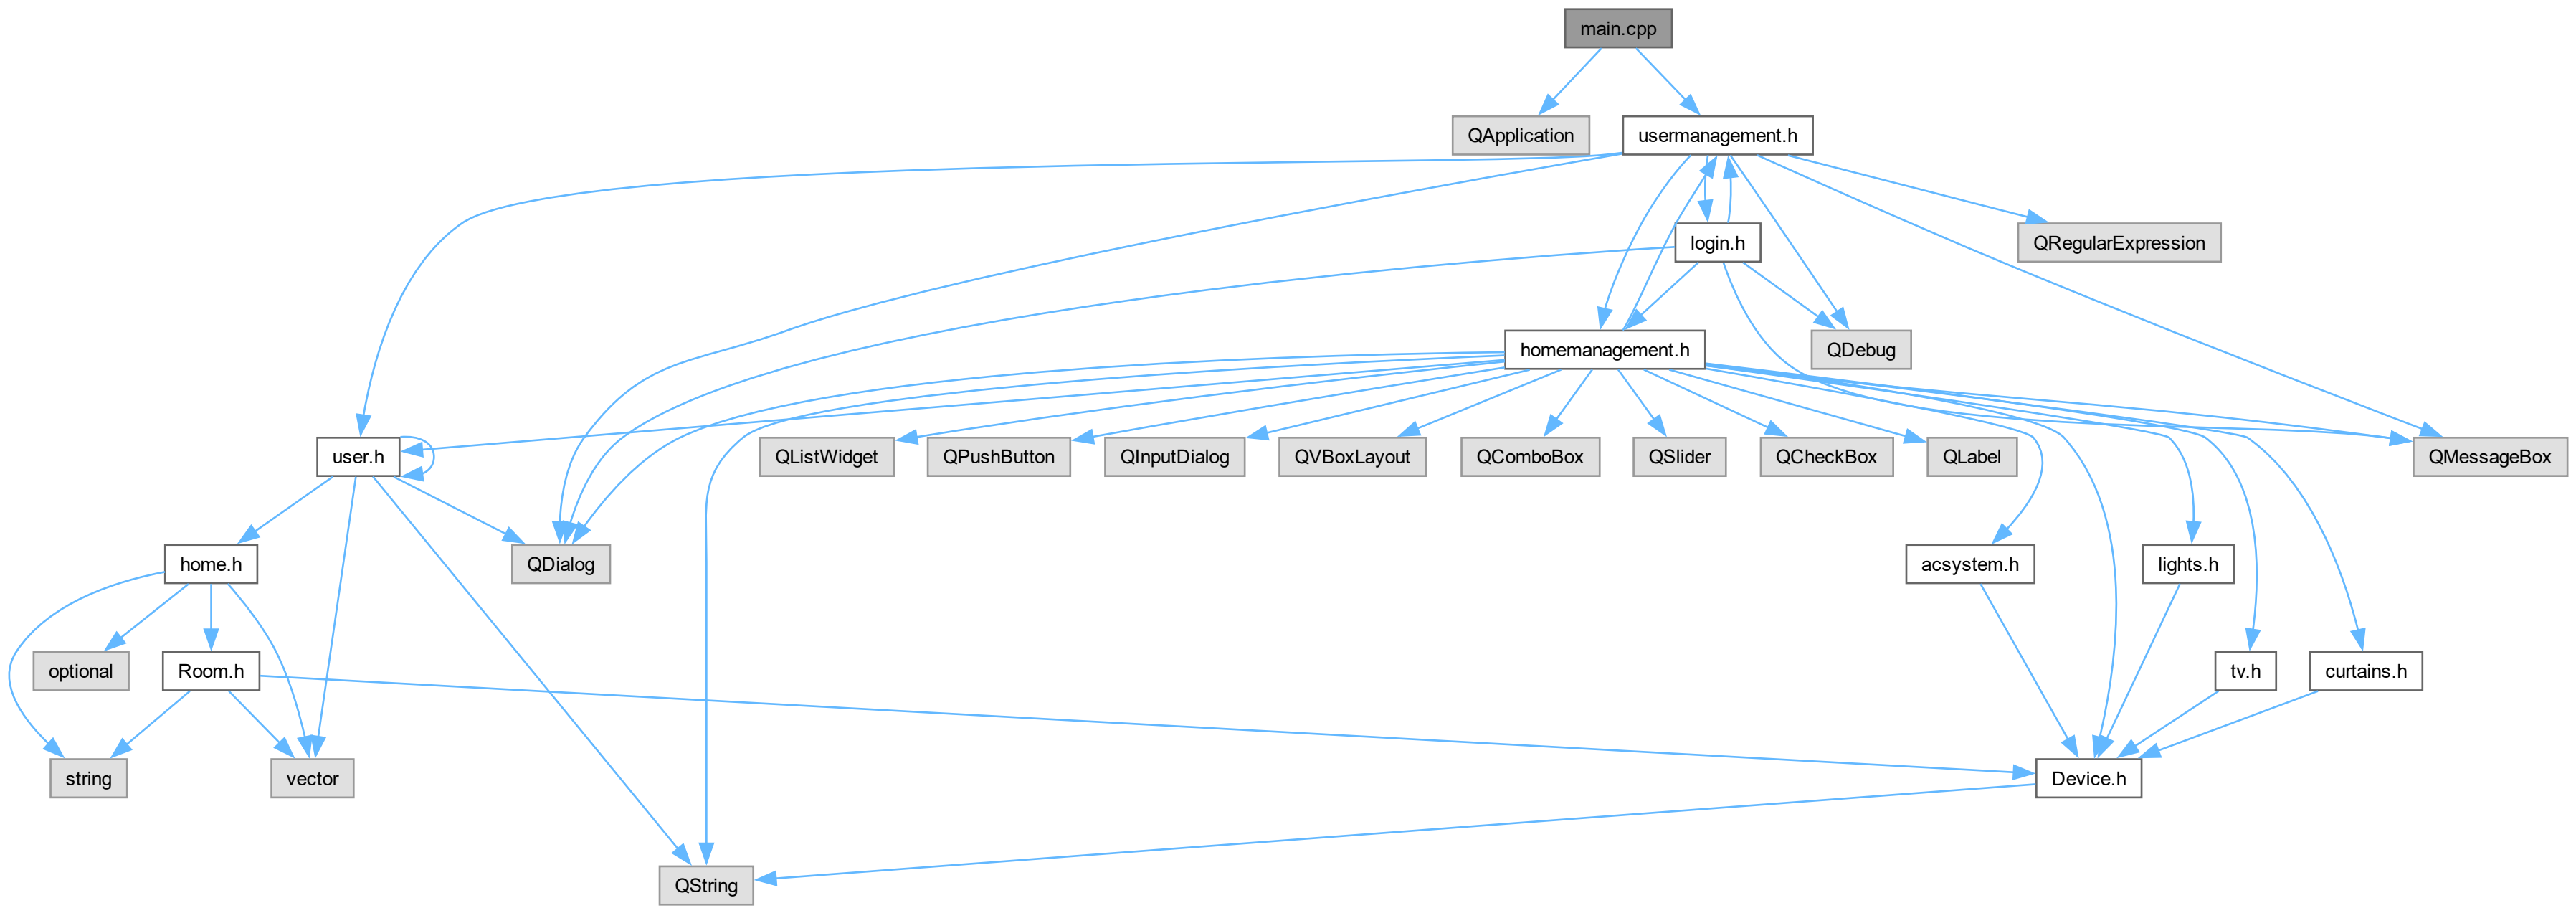 main.cpp
QApplication
usermanagement.h
login.h
QRegularExpression
homemanagement.h
QDebug
user.h
QListWidget
QPushButton
QInputDialog
QVBoxLayout
QComboBox
QSlider
QCheckBox
QLabel
QMessageBox
home.h
QDialog
acsystem.h
lights.h
optional
Room.h
tv.h
curtains.h
string
vector
Device.h
QString